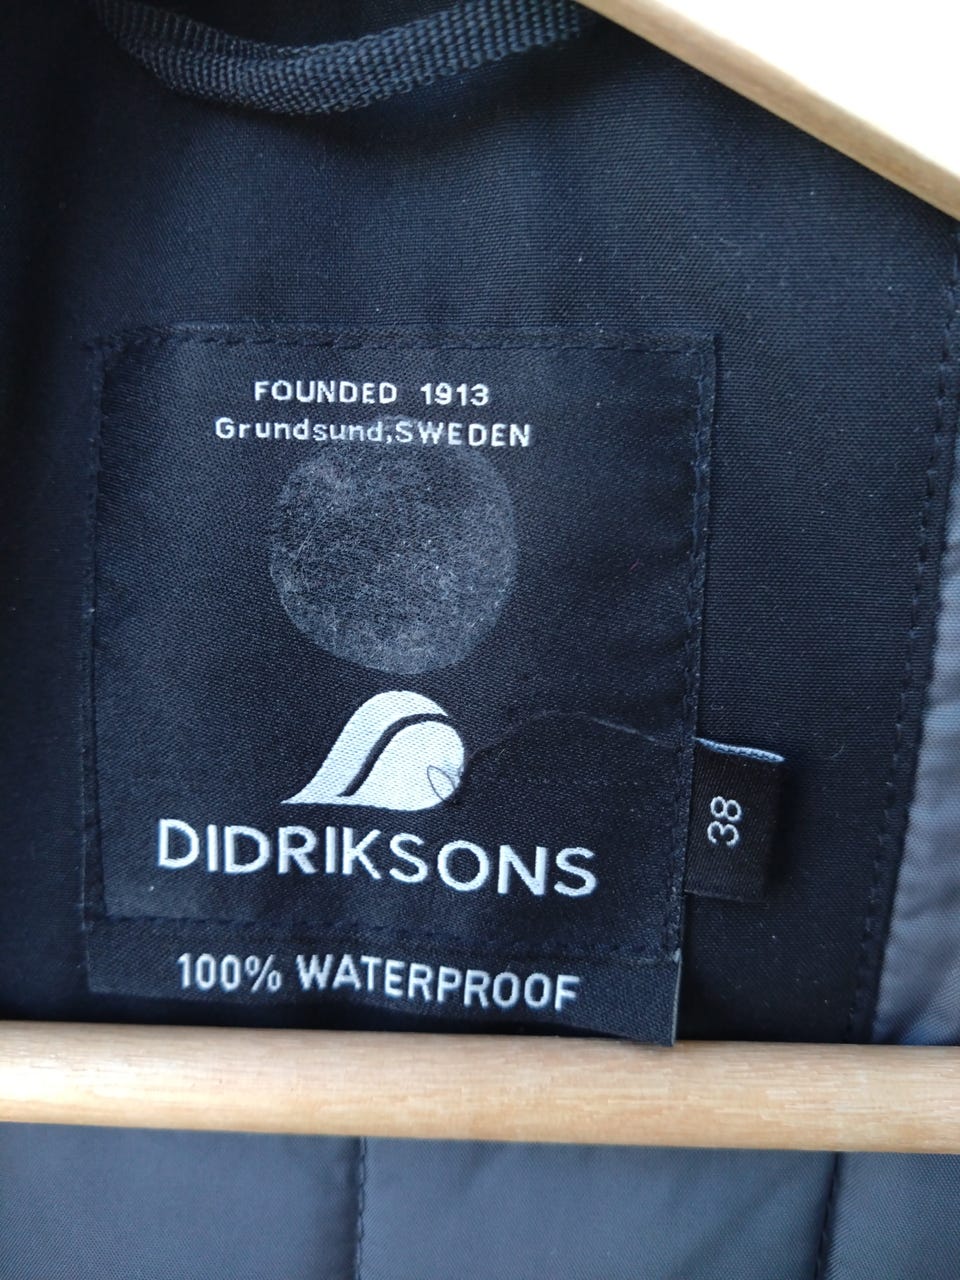 FOUNDED 1913
Grundsund,SWEDEN
DIDRIKSONS
38
100% WATERPROOF